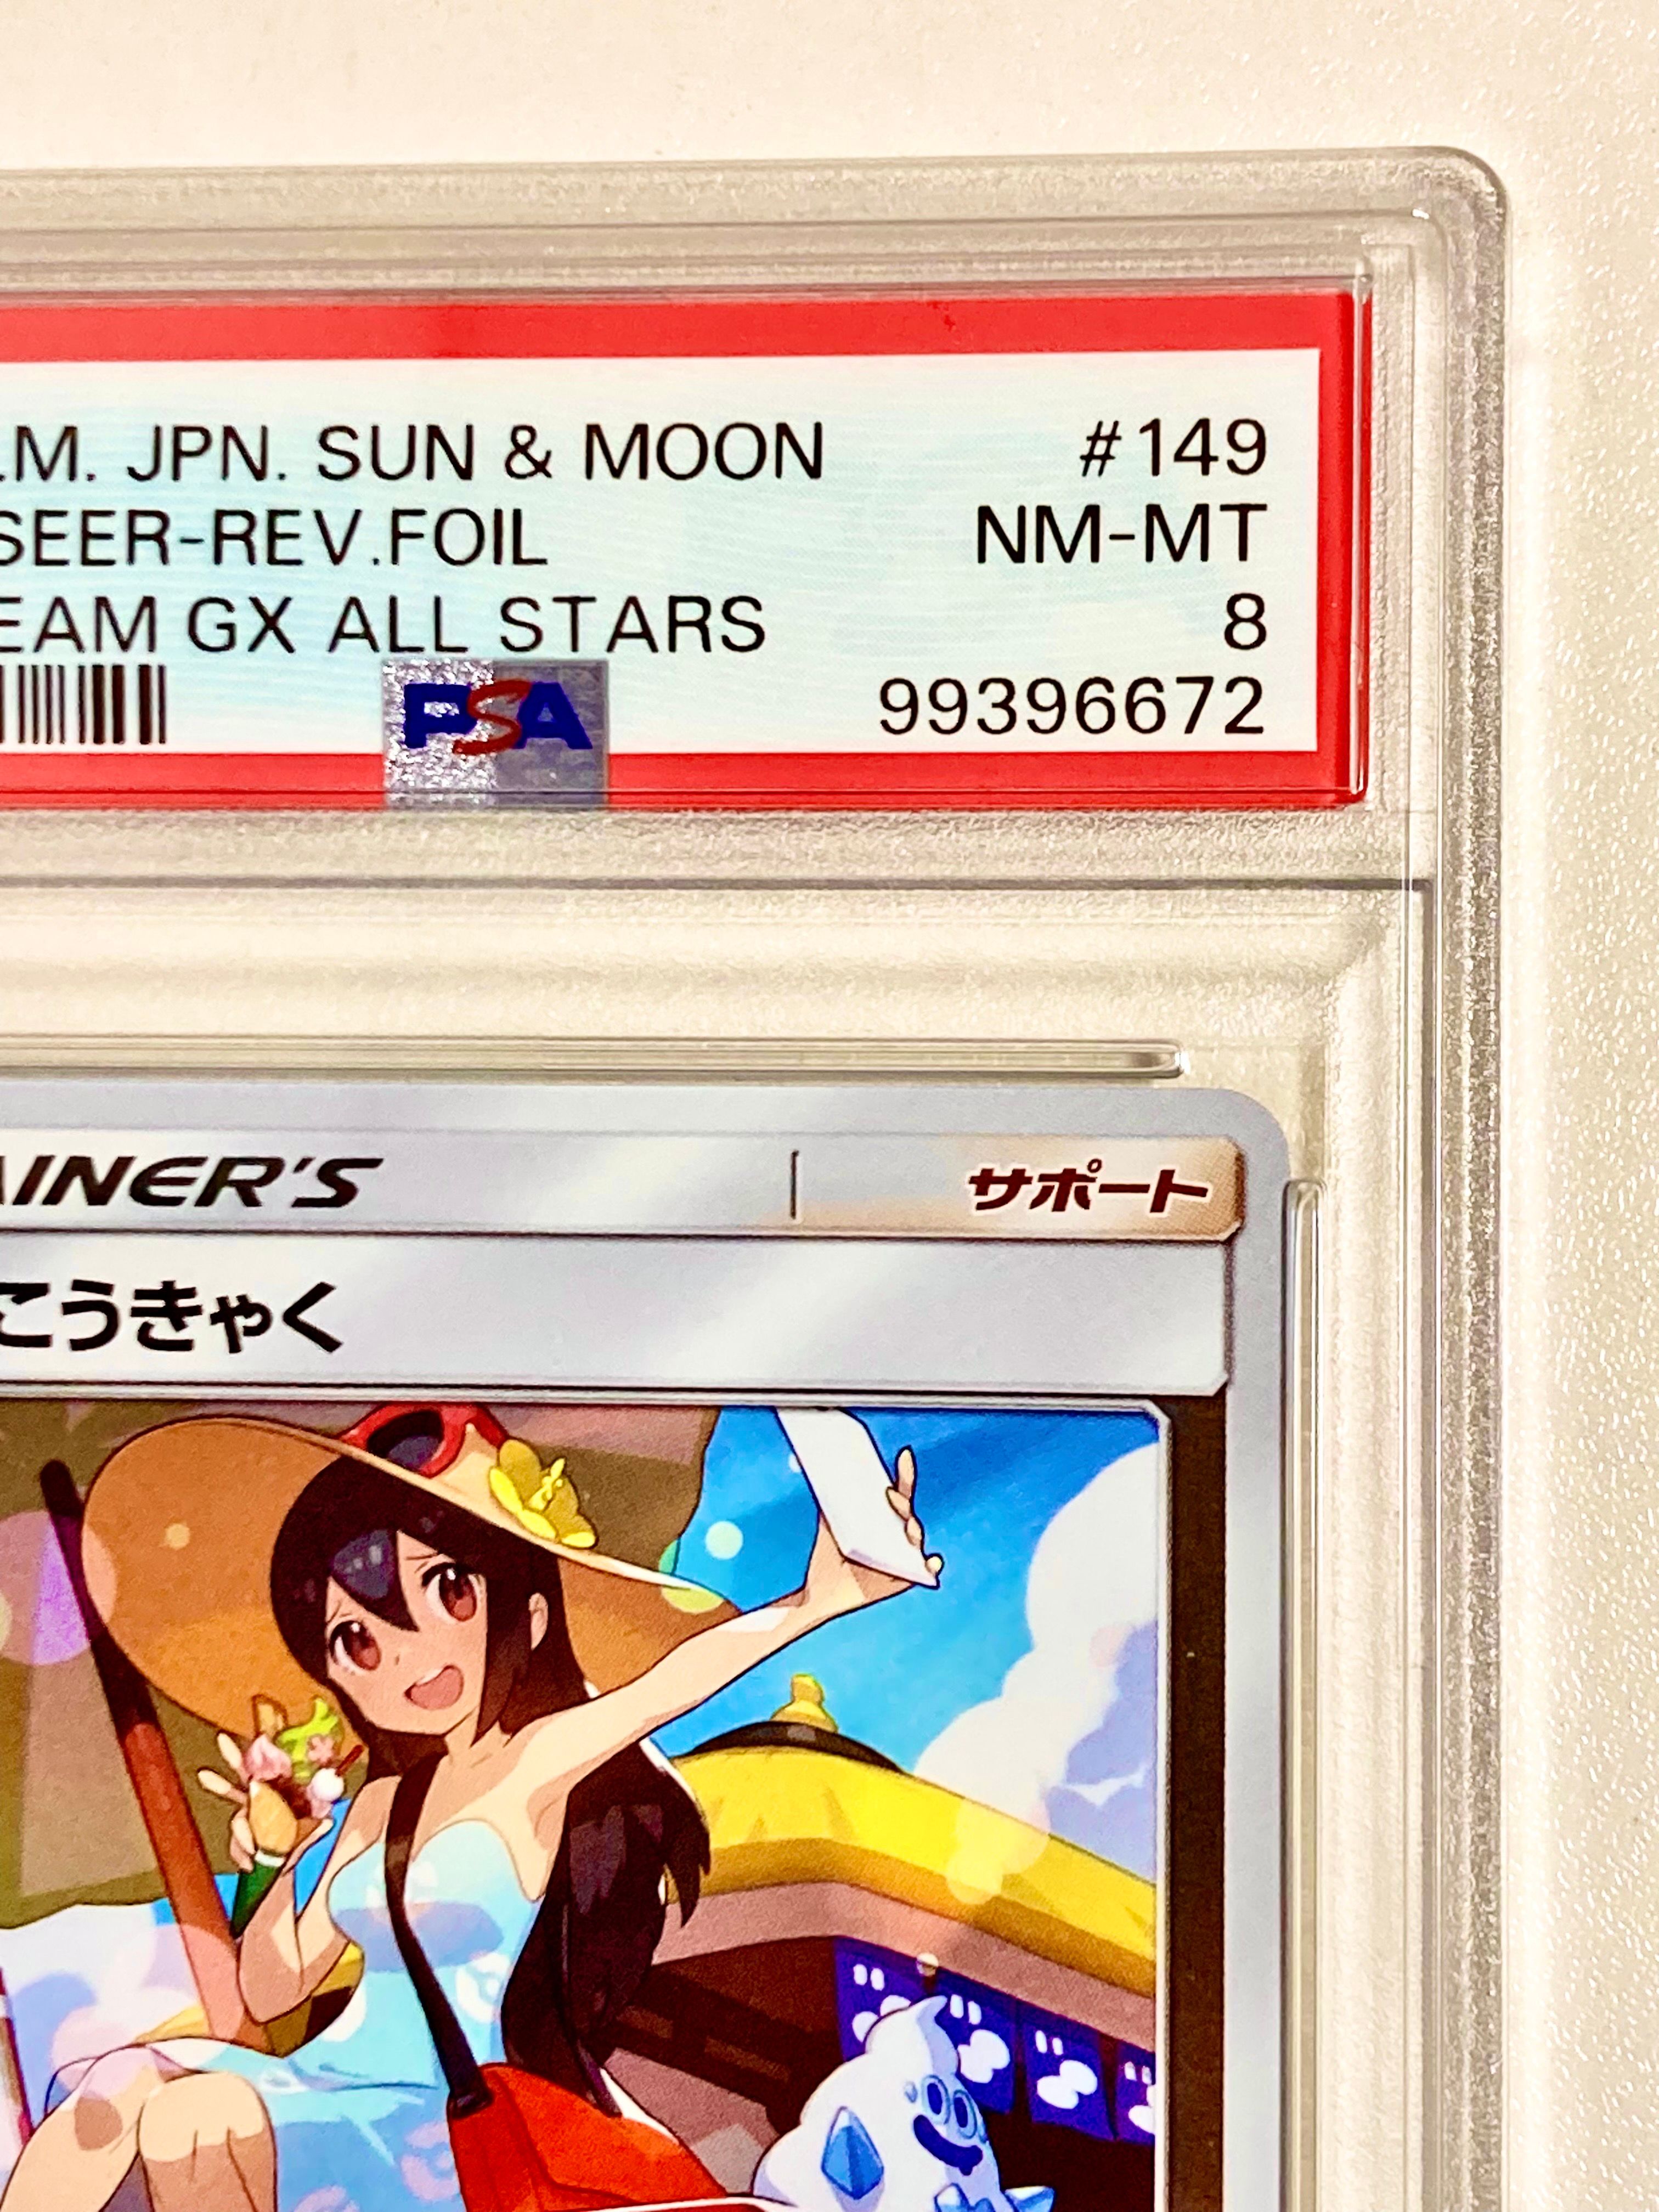 .M. JPN. SUN & MOON #149
SEER-REV.FOIL NM-MT
EAM GX ALL STARS 8
PSA 99396672
AINER'S サポート
こうきゃく